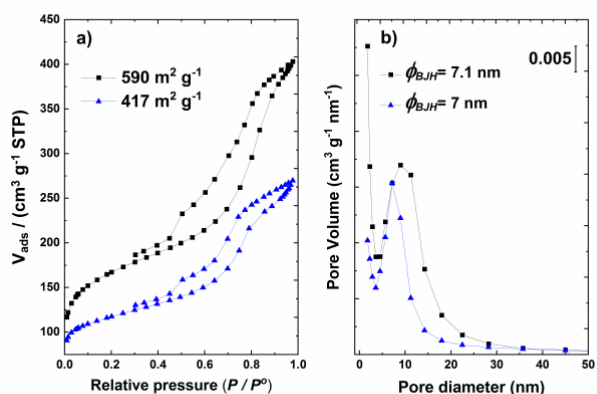 a)
590 m² g⁻¹
417 m² g⁻¹
450
400
350
300
250
200
150
100
V_ads / (cm³ g⁻¹ STP)
0.0 0.2 0.4 0.6 0.8 1.0
Relative pressure (P / P⁰)
b)
0.005
ϕ_BJH= 7.1 nm
ϕ_BJH= 7 nm
Pore Volume (cm³ g⁻¹ nm⁻¹)
0 10 20 30 40 50
Pore diameter (nm)